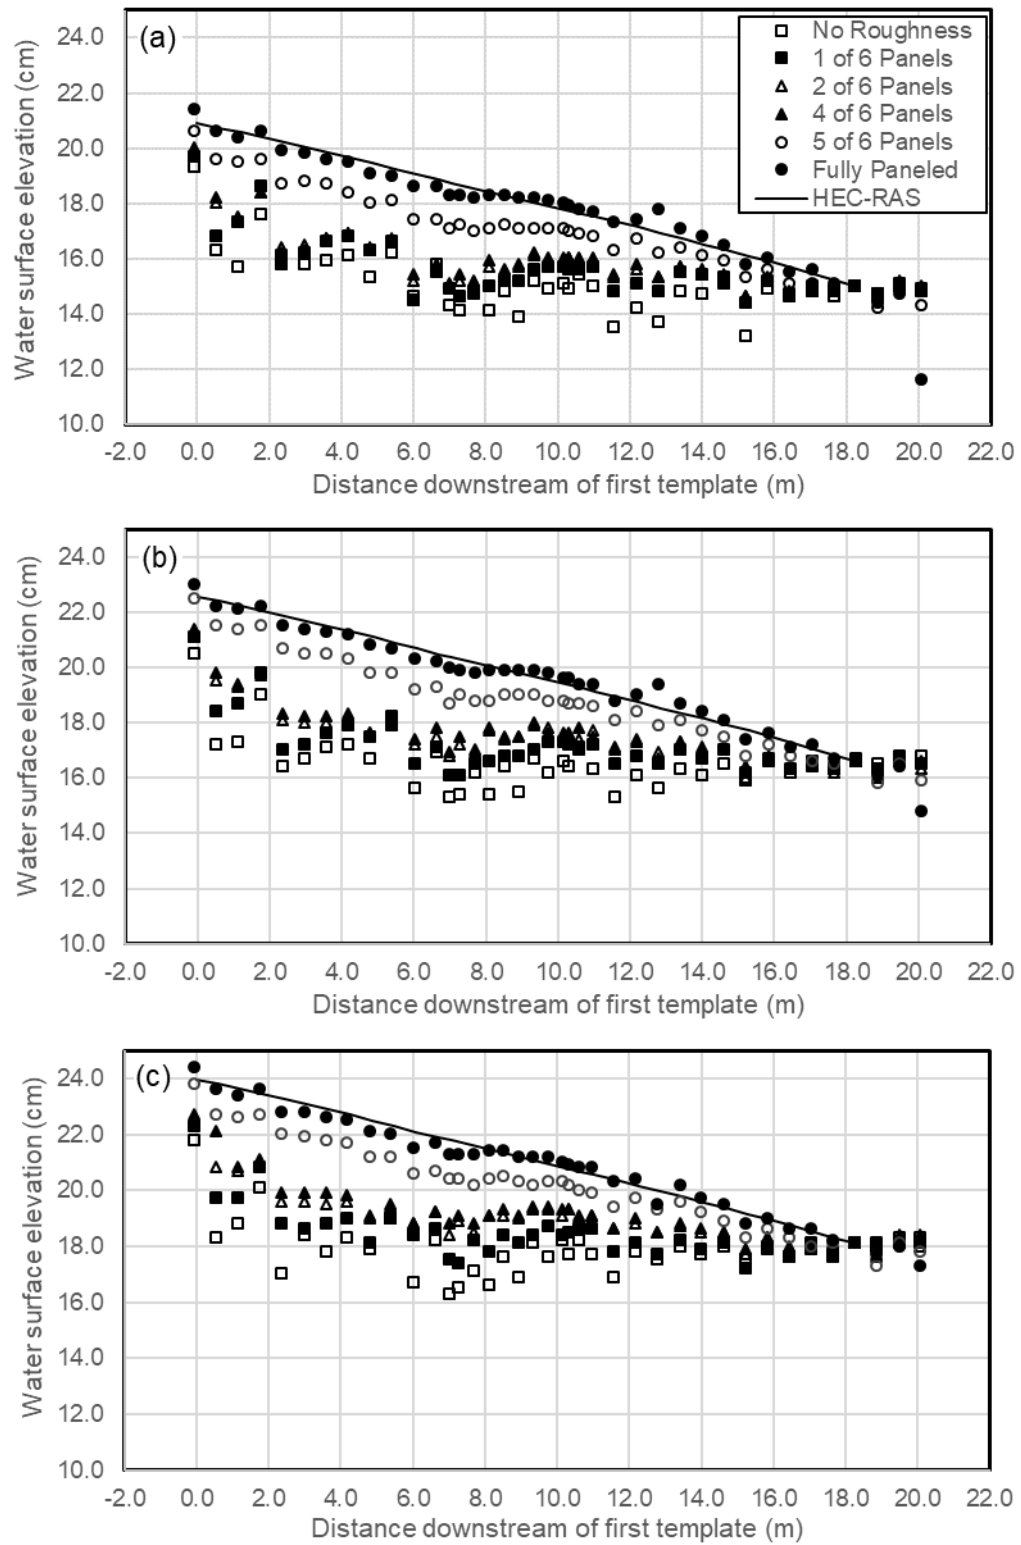 (a)
No Roughness
1 of 6 Panels
2 of 6 Panels
4 of 6 Panels
5 of 6 Panels
Fully Paneled
HEC-RAS
Water surface elevation (cm)
24.0
22.0
20.0
18.0
16.0
14.0
12.0
10.0
-2.0 0.0 2.0 4.0 6.0 8.0 10.0 12.0 14.0 16.0 18.0 20.0 22.0
Distance downstream of first template (m)
(b)
Water surface elevation (cm)
24.0
22.0
20.0
18.0
16.0
14.0
12.0
10.0
-2.0 0.0 2.0 4.0 6.0 8.0 10.0 12.0 14.0 16.0 18.0 20.0 22.0
Distance downstream of first template (m)
(c)
Water surface elevation (cm)
24.0
22.0
20.0
18.0
16.0
14.0
12.0
10.0
-2.0 0.0 2.0 4.0 6.0 8.0 10.0 12.0 14.0 16.0 18.0 20.0 22.0
Distance downstream of first template (m)